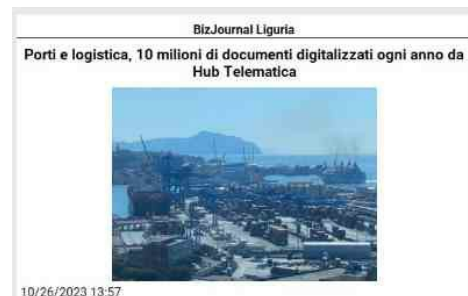 BizJournal Liguria
Porti e logistica, 10 milioni di documenti digitalizzati ogni anno da
Hub Telematica
10/26/2023 13:57